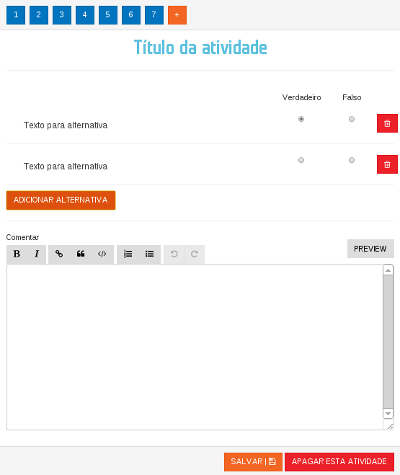 1 2 3 4 5 6 7 +
Título da atividade
Verdadeiro Falso
Texto para alternativa
Texto para alternativa
ADICIONAR ALTERNATIVA
Comentar
PREVIEW
B I
SALVAR | APAGAR ESTA ATIVIDADE